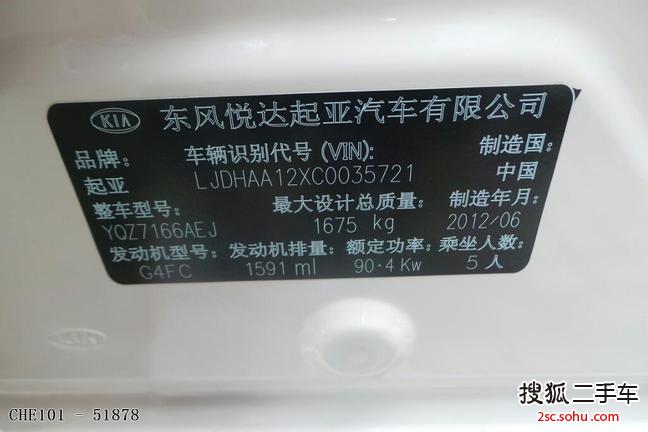 KIA 东风悦达起亚汽车有限公司
品牌: 车辆识别代号 (VIN): 制造国:
起亚 LJDHAA12XC0035721 中国
整车型号: 最大设计总质量: 制造年月:
YQZ7166AEJ 1675 kg 2012/06
发动机型号: 发动机排量: 额定功率: 乘坐人数:
G4FC 1591 ml 90·4 Kw 5 人
KIA
CHE101 - 51878
搜狐 二手车
2sc.sohu.com